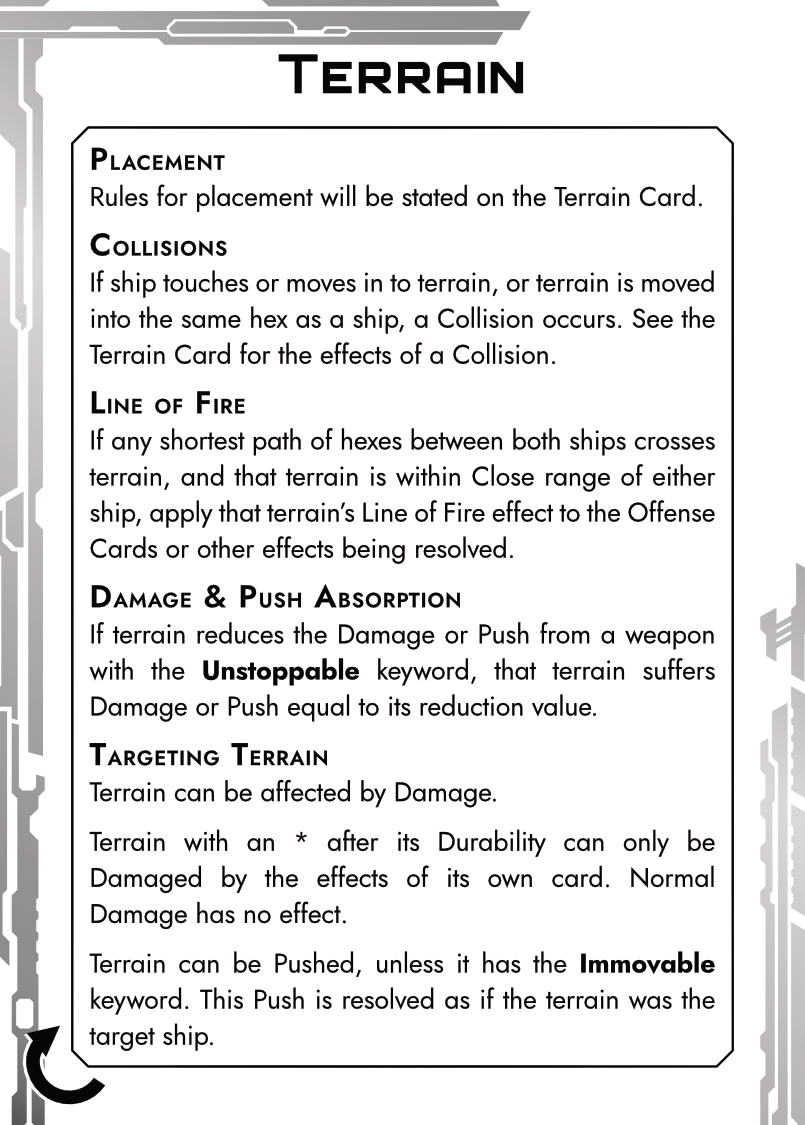 TERRAIN
PLACEMENT
Rules for placement will be stated on the Terrain Card.
COLLISIONS
If ship touches or moves in to terrain, or terrain is moved
into the same hex as a ship, a Collision occurs. See the
Terrain Card for the effects of a Collision.
LINE OF FIRE
If any shortest path of hexes between both ships crosses
terrain, and that terrain is within Close range of either
ship, apply that terrain’s Line of Fire effect to the Offense
Cards or other effects being resolved.
DAMAGE & PUSH ABSORPTION
If terrain reduces the Damage or Push from a weapon
with the Unstoppable keyword, that terrain suffers
Damage or Push equal to its reduction value.
TARGETING TERRAIN
Terrain can be affected by Damage.
Terrain with an * after its Durability can only be
Damaged by the effects of its own card. Normal
Damage has no effect.
Terrain can be Pushed, unless it has the Immovable
keyword. This Push is resolved as if the terrain was the
target ship.